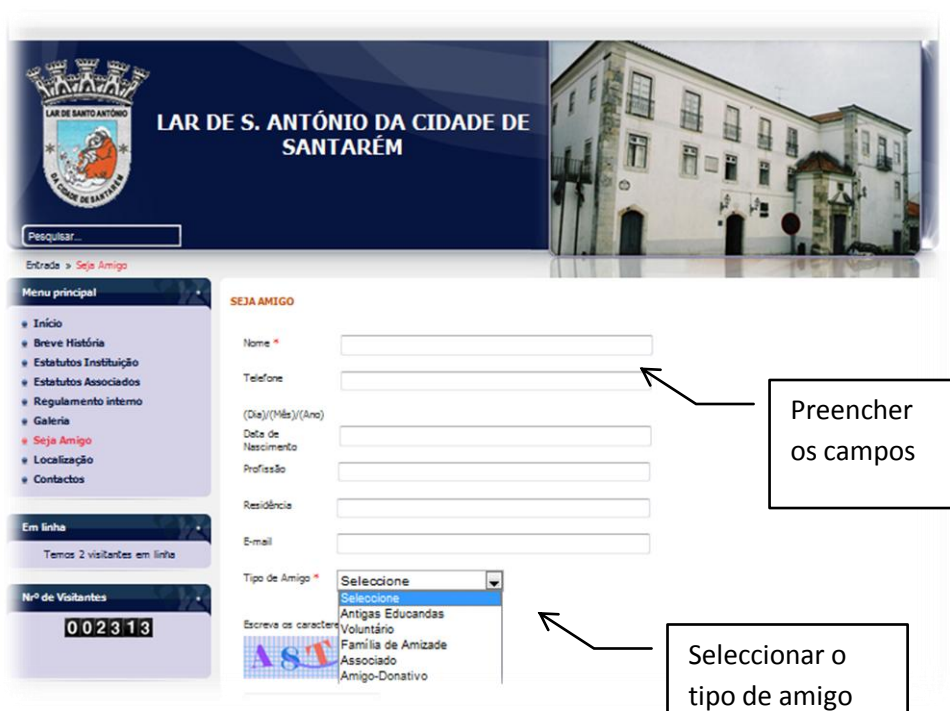 LAR DE SANTO ANTÓNIO
DA CIDADE DE SANTARÉM
LAR DE S. ANTÓNIO DA CIDADE DE
SANTARÉM
Pesquisar...
Entrada » Seja Amigo
Menu principal
Início
Breve História
Estatutos Instituição
Estatutos Associados
Regulamento interno
Galeria
Seja Amigo
Localização
Contactos
Em linha
Temos 2 visitantes em linha
Nrº de Visitantes
002313
SEJA AMIGO
Nome *
Telefone
(Dia)/(Mês)/(Ano)
Data de
Nascimento
Profissão
Residência
E-mail
Tipo de Amigo *
Seleccione
Seleccione
Antigas Educandas
Voluntário
Família de Amizade
Associado
Amigo-Donativo
Escreva os caractere
A8T
Preencher
os campos
Seleccionar o
tipo de amigo